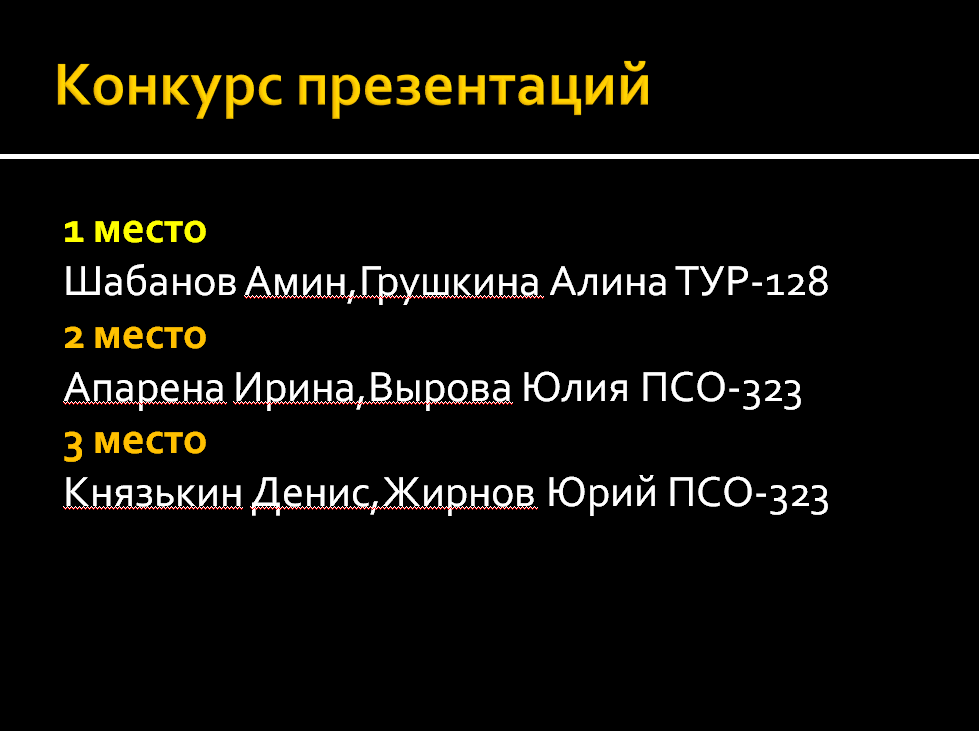 Конкурс презентаций
1 место
Шабанов Амин,Грушкина Алина ТУР-128
2 место
Апарена Ирина,Вырова Юлия ПСО-323
3 место
Князькин Денис,Жирнов Юрий ПСО-323